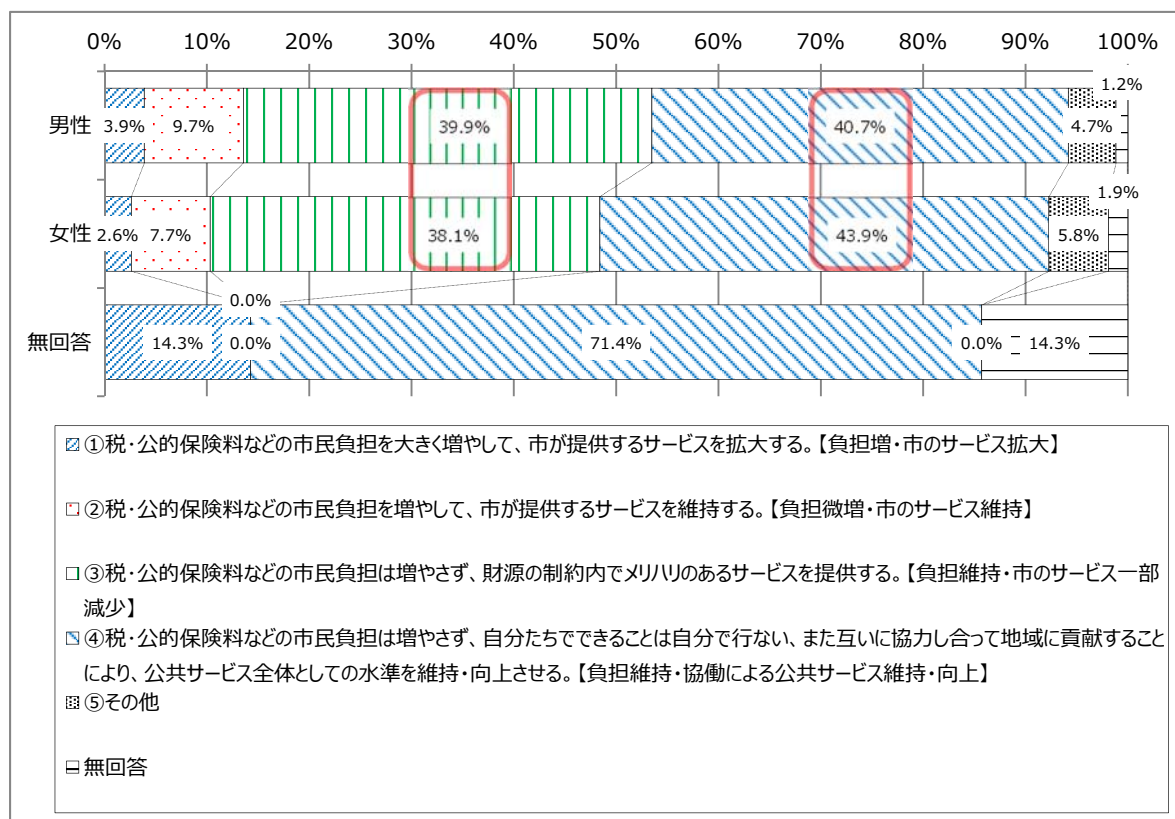 0% 10% 20% 30% 40% 50% 60% 70% 80% 90% 100%
1.2%
男性 3.9% 9.7% 39.9% 40.7% 4.7%
1.9%
女性 2.6% 7.7% 38.1% 43.9% 5.8%
0.0%
無回答 14.3% 0.0% 71.4% 0.0% 14.3%
①税・公的保険料などの市民負担を大きく増やして、市が提供するサービスを拡大する。【負担増・市のサービス拡大】
②税・公的保険料などの市民負担を増やして、市が提供するサービスを維持する。【負担微増・市のサービス維持】
③税・公的保険料などの市民負担は増やさず、財源の制約内でメリハリのあるサービスを提供する。【負担維持・市のサービス一部
減少】
④税・公的保険料などの市民負担は増やさず、自分たちでできることは自分で行ない、また互いに協力し合って地域に貢献すること
により、公共サービス全体としての水準を維持・向上させる。【負担維持・協働による公共サービス維持・向上】
⑤その他
無回答